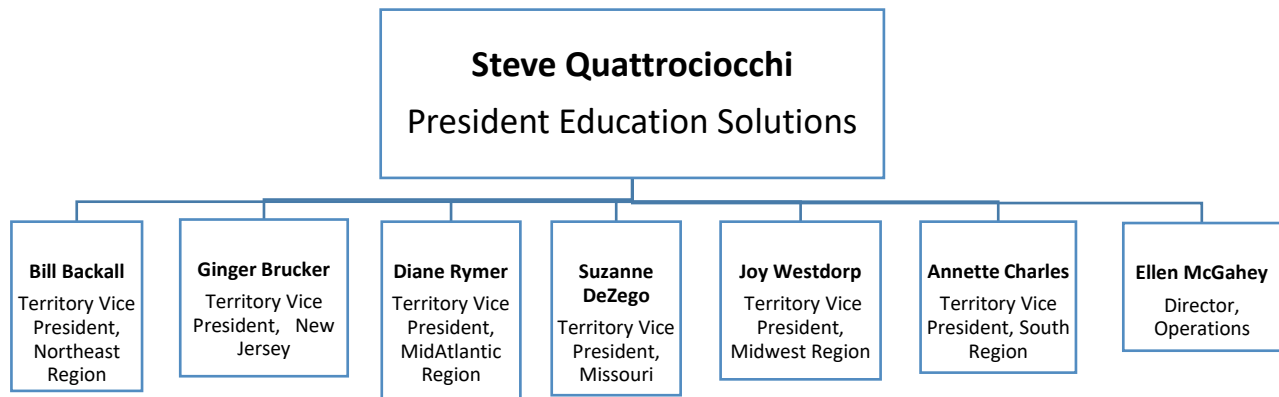 Steve Quattrociocchi
President Education Solutions
Bill Backall
Territory Vice
President,
Northeast
Region
Ginger Brucker
Territory Vice
President, New
Jersey
Diane Rymer
Territory Vice
President,
MidAtlantic
Region
Suzanne
DeZego
Territory Vice
President,
Missouri
Joy Westdorp
Territory Vice
President,
Midwest Region
Annette Charles
Territory Vice
President, South
Region
Ellen McGahey
Director,
Operations